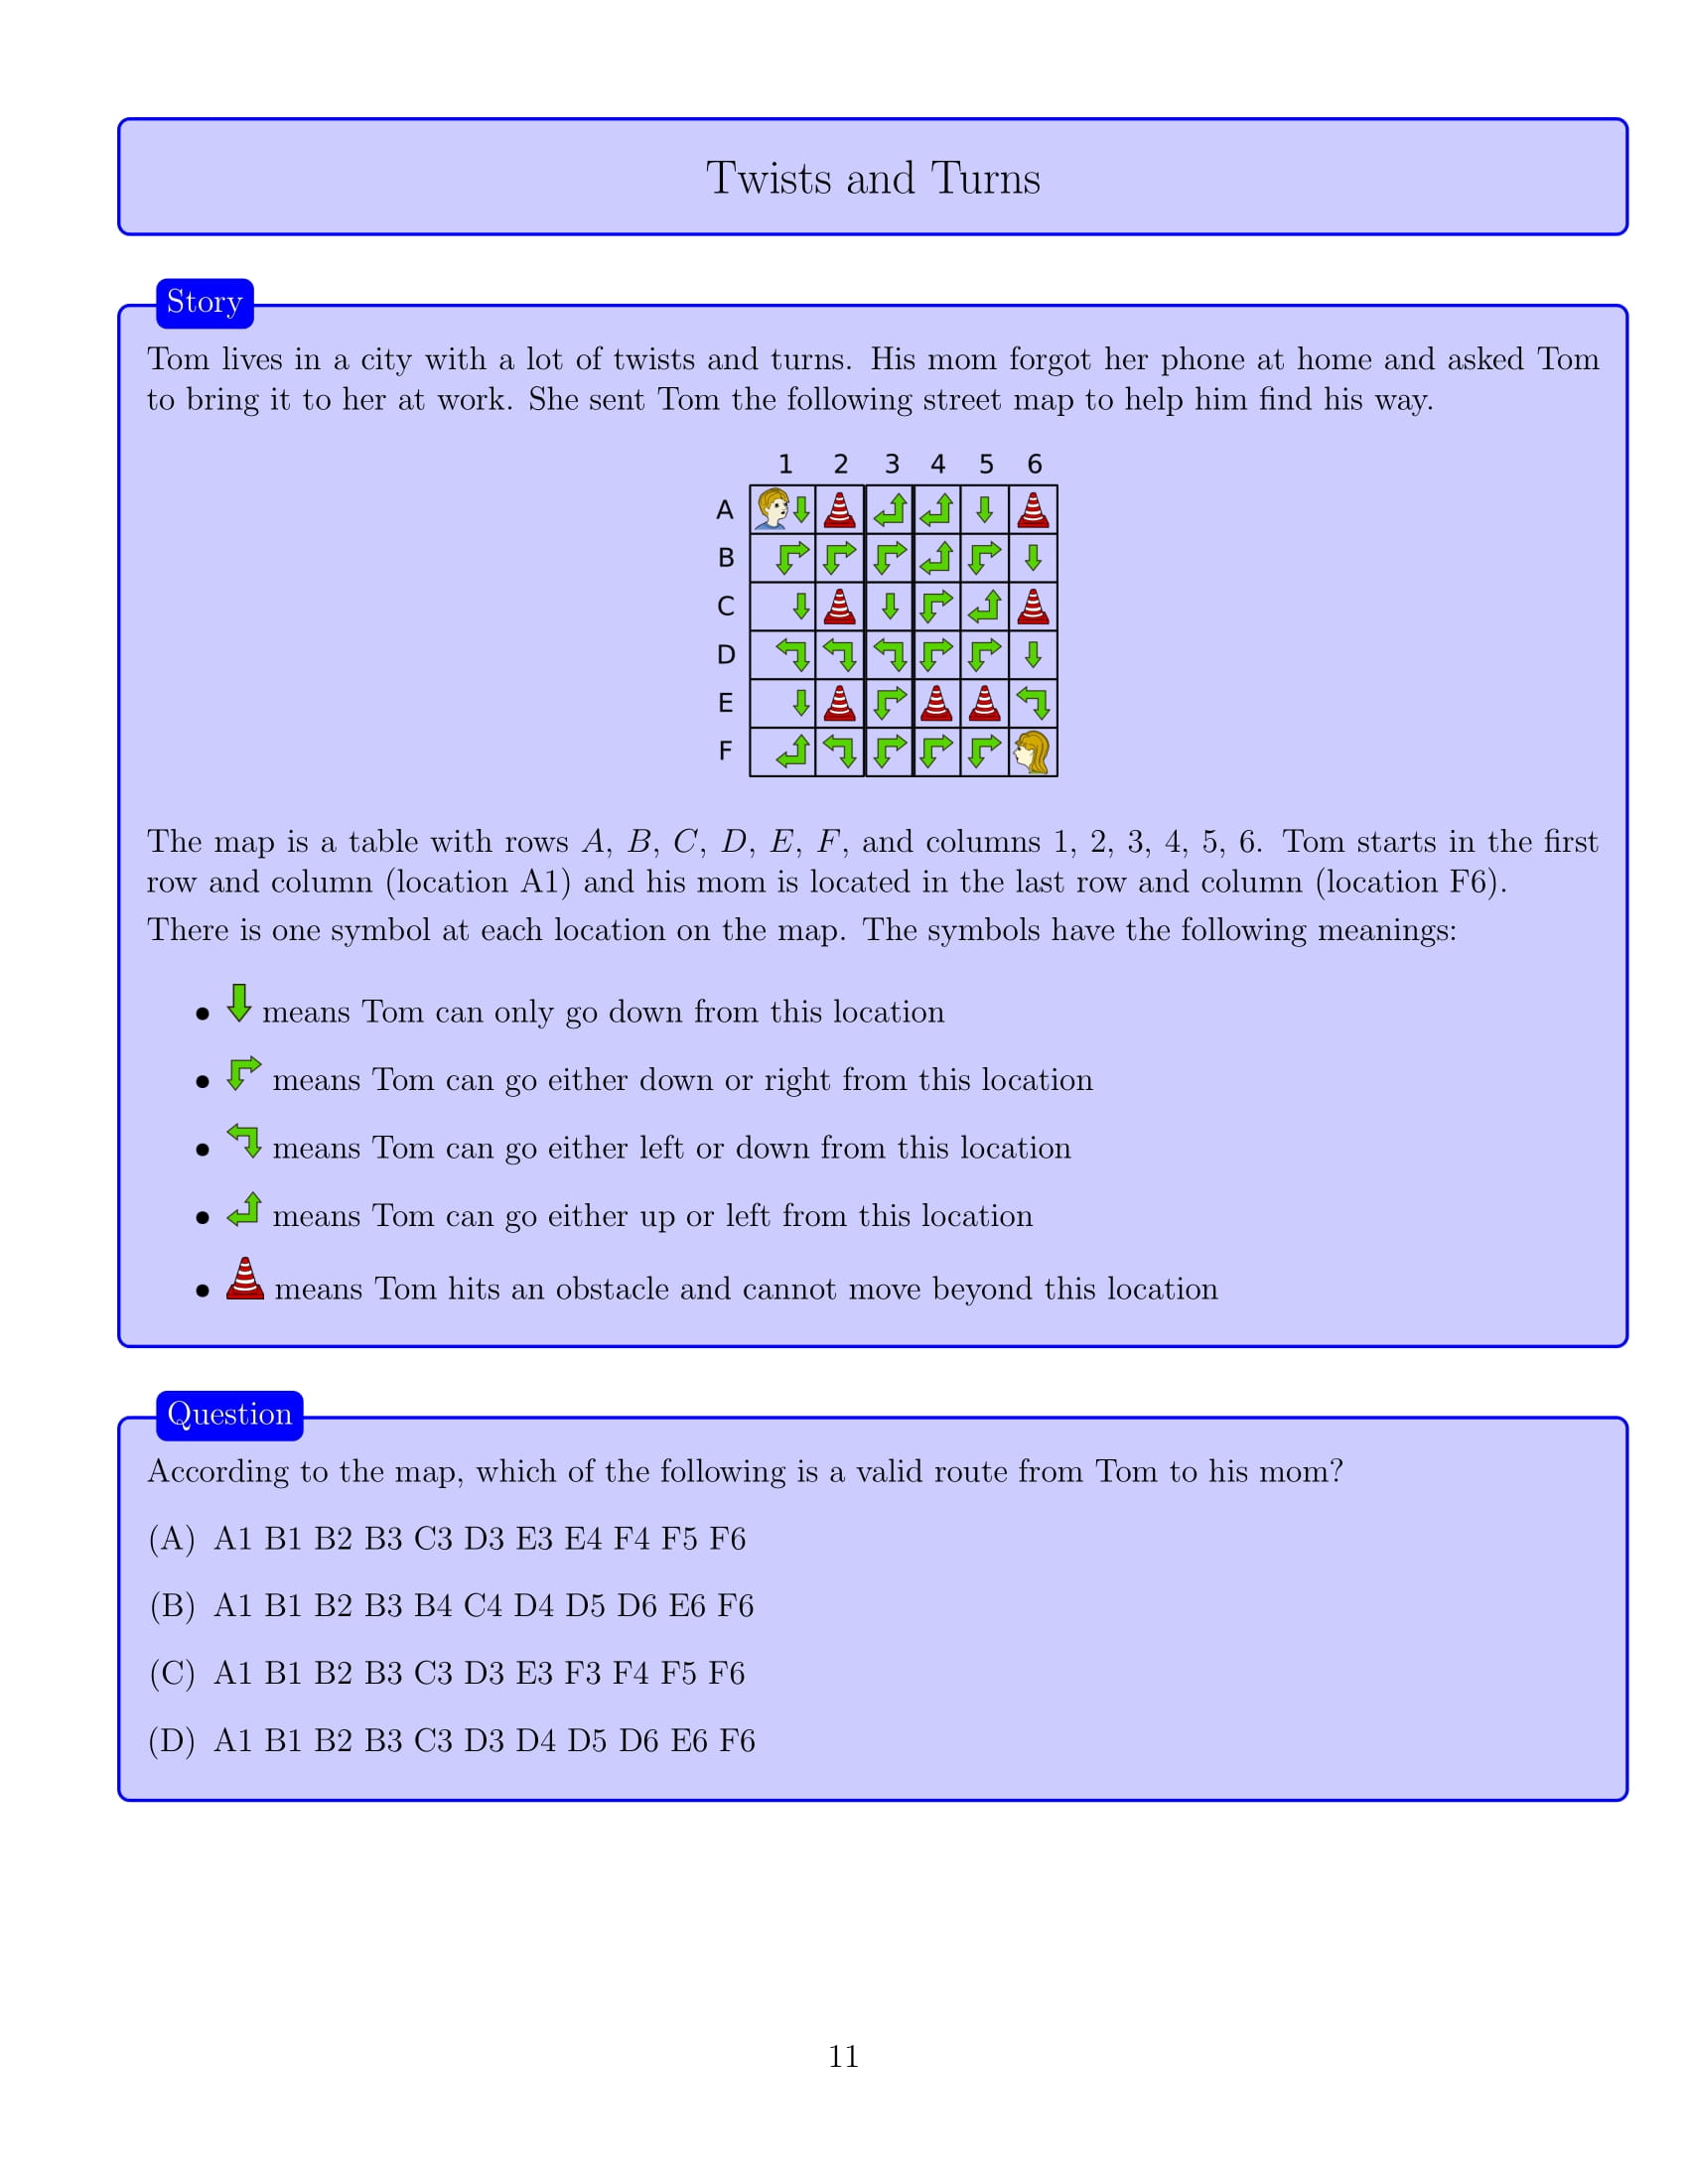 Twists and Turns
Story
Tom lives in a city with a lot of twists and turns. His mom forgot her phone at home and asked Tom
to bring it to her at work. She sent Tom the following street map to help him find his way.
1 2 3 4 5 6
A
B
C
D
E
F
The map is a table with rows A, B, C, D, E, F, and columns 1, 2, 3, 4, 5, 6. Tom starts in the first
row and column (location A1) and his mom is located in the last row and column (location F6).
There is one symbol at each location on the map. The symbols have the following meanings:
• means Tom can only go down from this location
• means Tom can go either down or right from this location
• means Tom can go either left or down from this location
• means Tom can go either up or left from this location
• means Tom hits an obstacle and cannot move beyond this location
Question
According to the map, which of the following is a valid route from Tom to his mom?
(A) A1 B1 B2 B3 C3 D3 E3 E4 F4 F5 F6
(B) A1 B1 B2 B3 B4 C4 D4 D5 D6 E6 F6
(C) A1 B1 B2 B3 C3 D3 E3 F3 F4 F5 F6
(D) A1 B1 B2 B3 C3 D3 D4 D5 D6 E6 F6
11